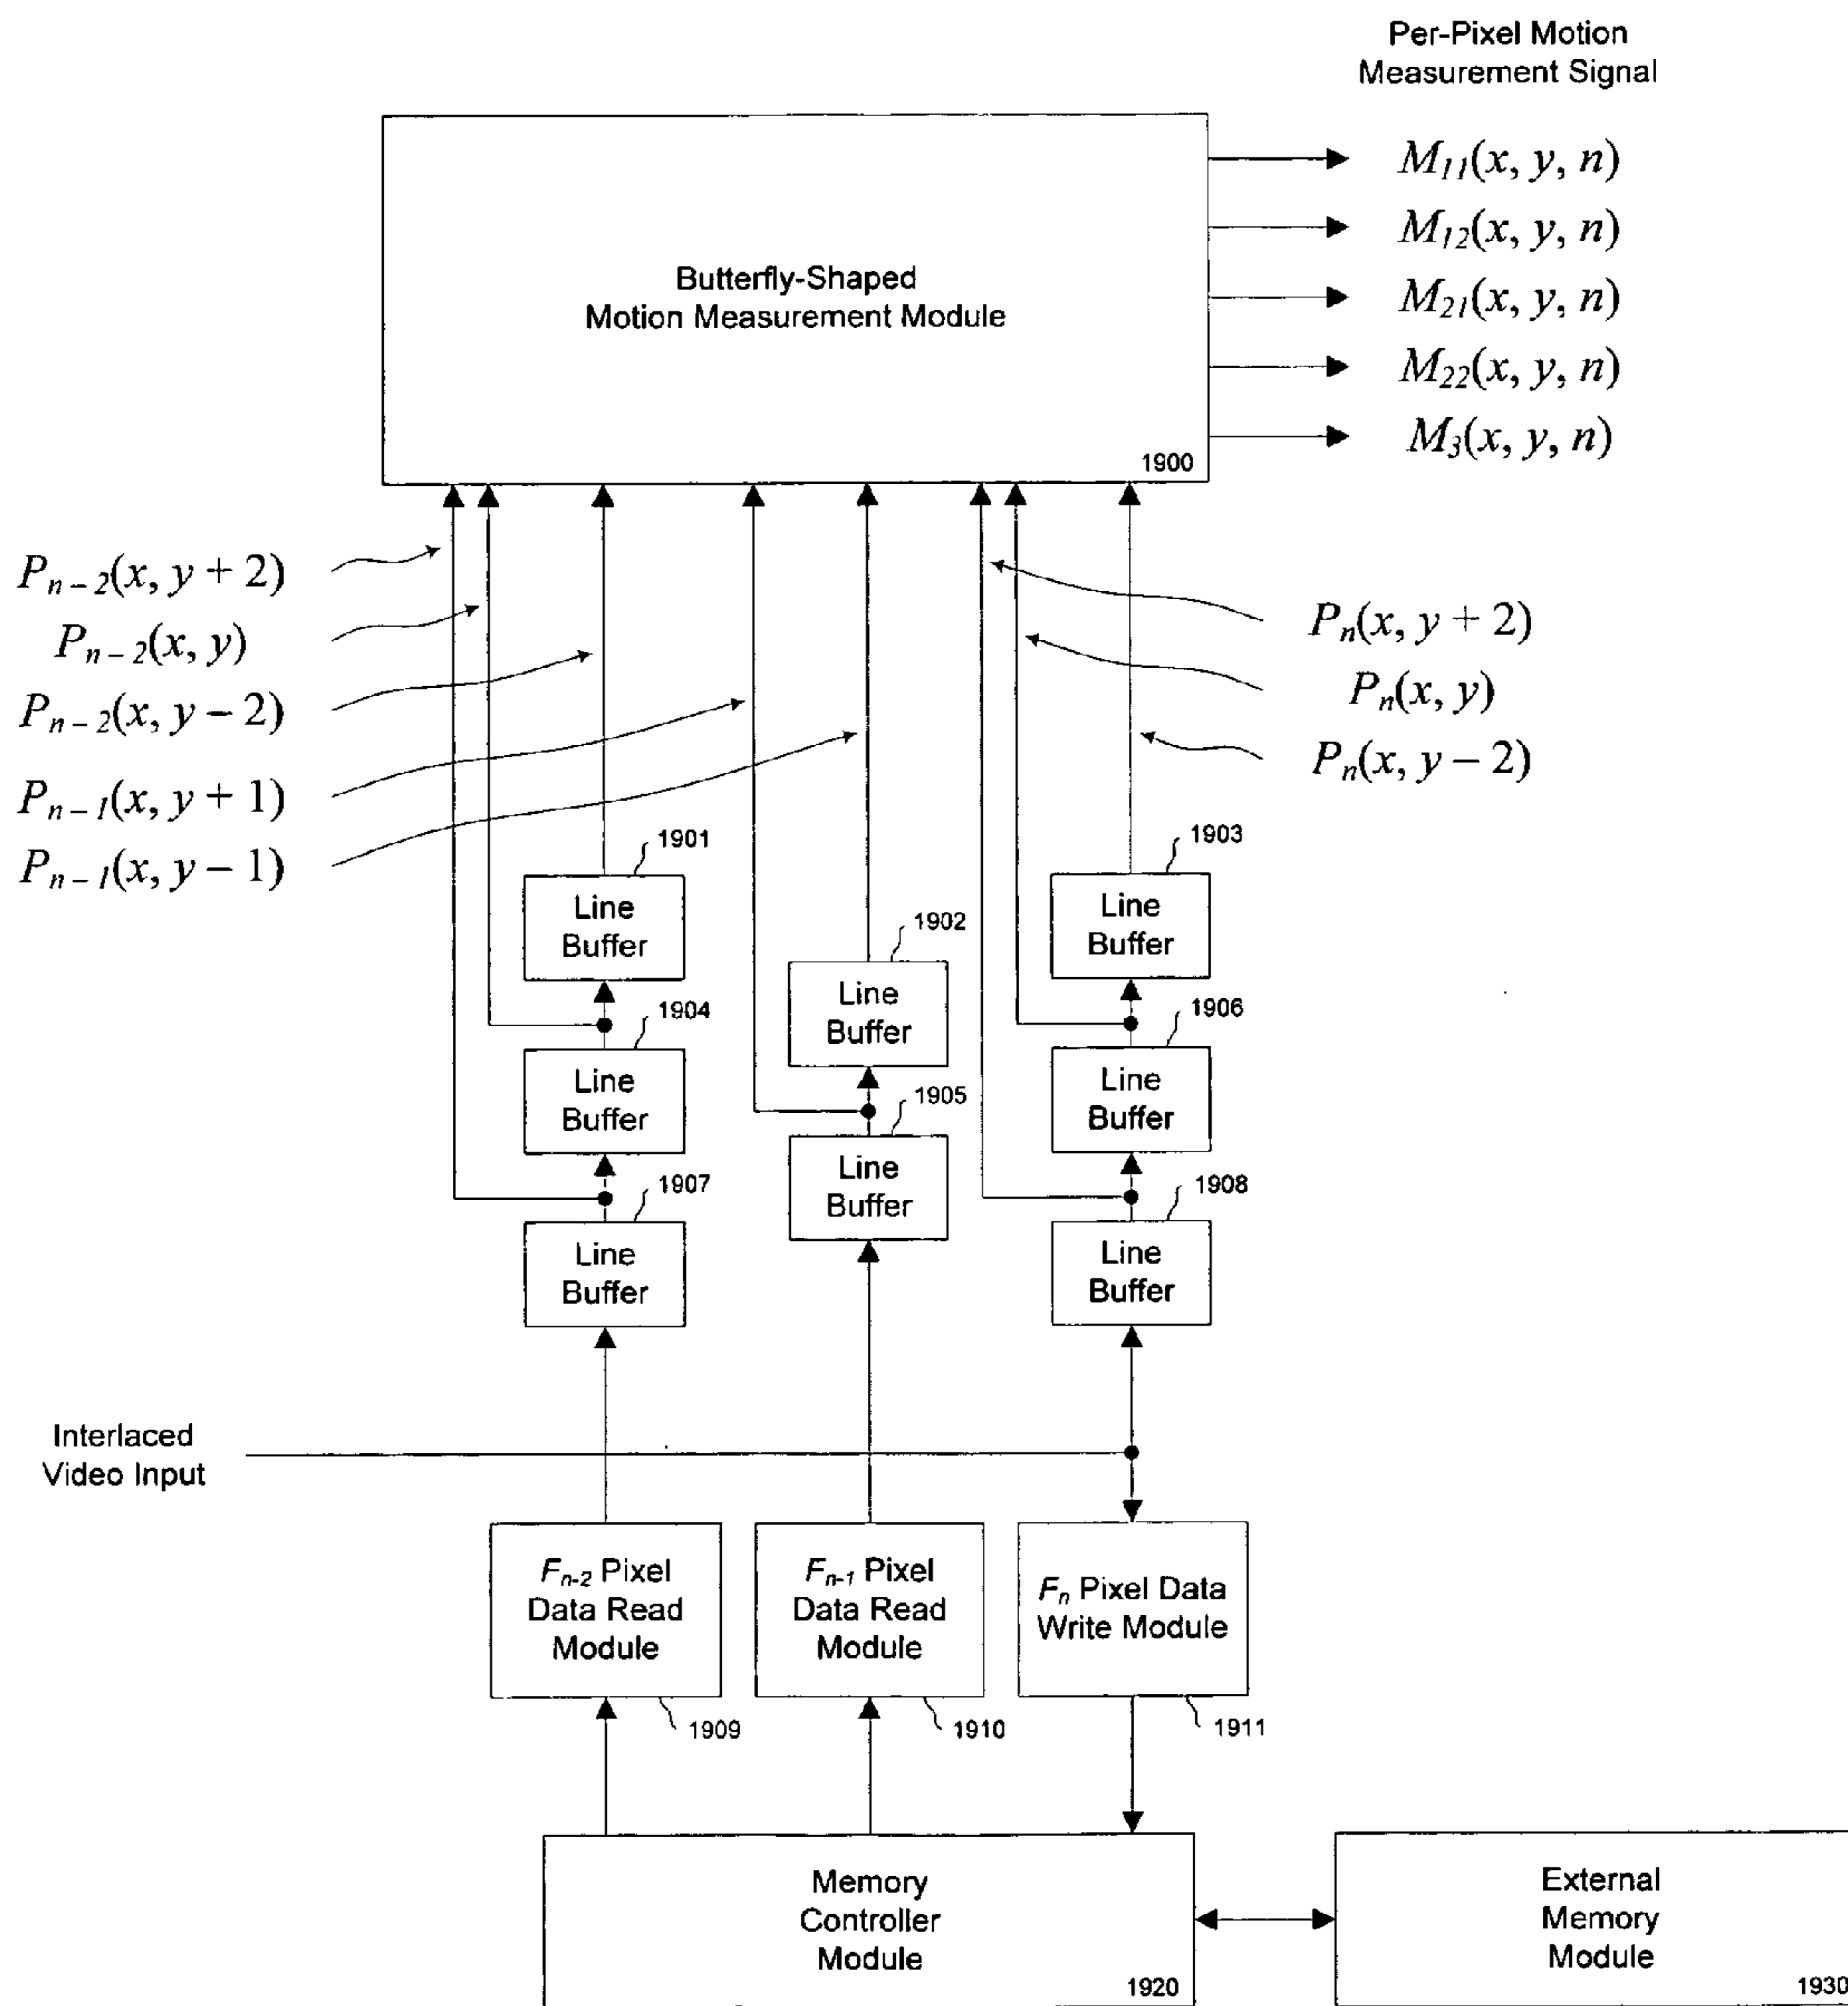 Per-Pixel Motion
Measurement Signal
M₁₁(x, y, n)
M₁₂(x, y, n)
M₂₁(x, y, n)
M₂₂(x, y, n)
M₃(x, y, n)
Butterfly-Shaped
Motion Measurement Module
1900
Pₙ₋₂(x, y + 2)
Pₙ₋₂(x, y)
Pₙ₋₂(x, y − 2)
Pₙ₋₁(x, y + 1)
Pₙ₋₁(x, y − 1)
Pₙ(x, y + 2)
Pₙ(x, y)
Pₙ(x, y − 2)
1901
Line
Buffer
1902
Line
Buffer
1903
Line
Buffer
1904
Line
Buffer
1905
Line
Buffer
1906
Line
Buffer
1907
Line
Buffer
1908
Line
Buffer
Interlaced
Video Input
Fₙ₋₂ Pixel
Data Read
Module
1909
Fₙ₋₁ Pixel
Data Read
Module
1910
Fₙ Pixel Data
Write Module
1911
Memory
Controller
Module
1920
External
Memory
Module
1930